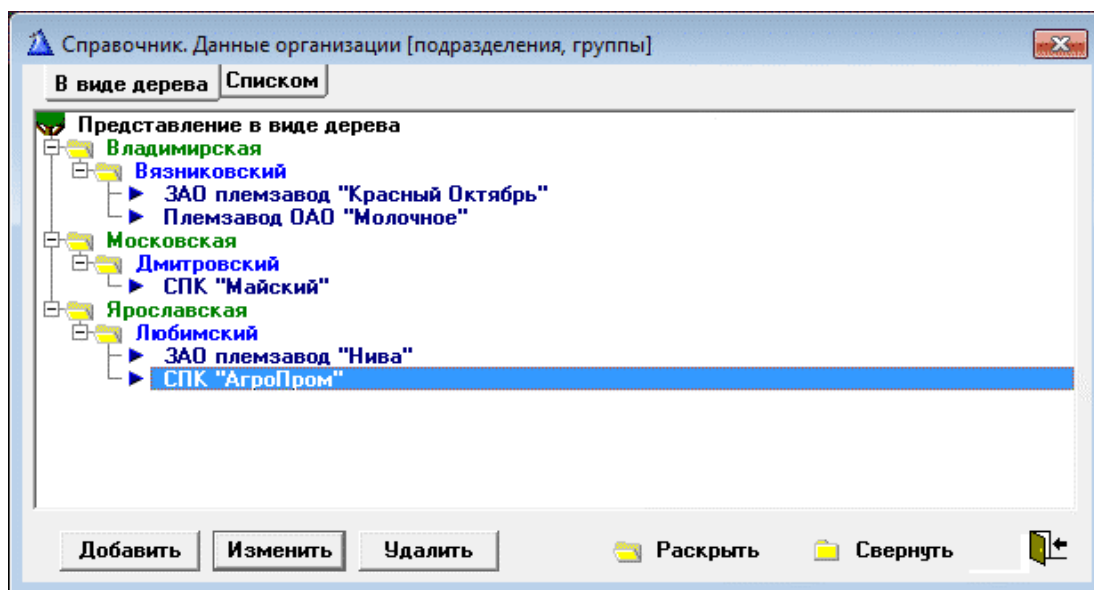 Справочник. Данные организации [подразделения, группы]
В виде дерева Списком
Представление в виде дерева
Владимирская
Вязниковский
ЗАО племзавод "Красный Октябрь"
Племзавод ОАО "Молочное"
Московская
Дмитровский
СПК "Майский"
Ярославская
Любимский
ЗАО племзавод "Нива"
СПК "АгроПром"
Добавить Изменить Удалить Раскрыть Свернуть